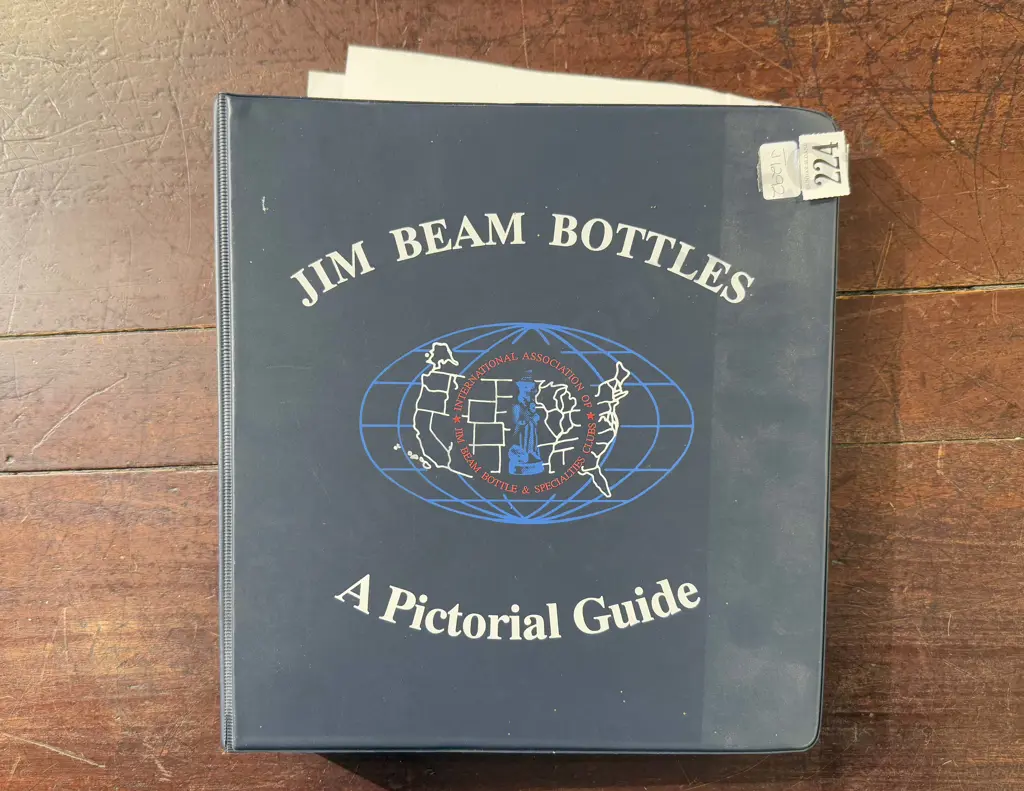 224
JIM BEAM BOTTLES
★ INTERNATIONAL ASSOCIATION OF ★
JIM BEAM BOTTLE & SPECIALTIES CLUBS
A Pictorial Guide